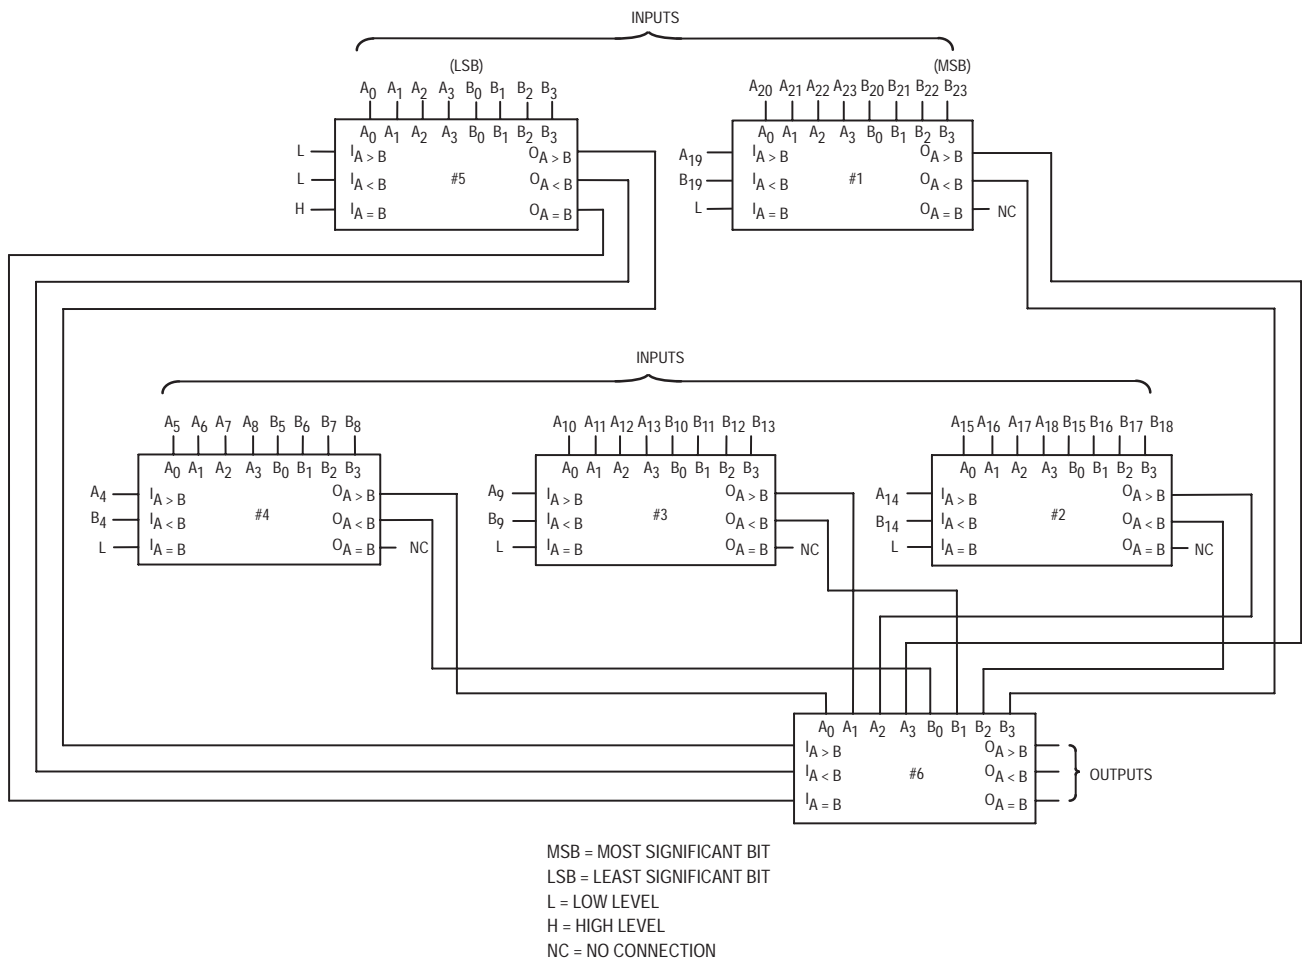 INPUTS
(LSB) (MSB)
A0 A1 A2 A3 B0 B1 B2 B3 A20 A21 A22 A23 B20 B21 B22 B23
A0 A1 A2 A3 B0 B1 B2 B3 A0 A1 A2 A3 B0 B1 B2 B3
L IA > B OA > B A19 IA > B OA > B
L IA < B #5 OA < B B19 IA < B #1 OA < B
H IA = B OA = B L IA = B OA = B NC
INPUTS
A5 A6 A7 A8 B5 B6 B7 B8 A10 A11 A12 A13 B10 B11 B12 B13 A15 A16 A17 A18 B15 B16 B17 B18
A0 A1 A2 A3 B0 B1 B2 B3 A0 A1 A2 A3 B0 B1 B2 B3 A0 A1 A2 A3 B0 B1 B2 B3
A4 IA > B OA > B A9 IA > B OA > B A14 IA > B OA > B
B4 IA < B #4 OA < B B9 IA < B #3 OA < B B14 IA < B #2 OA < B
L IA = B OA = B NC L IA = B OA = B NC L IA = B OA = B NC
A0 A1 A2 A3 B0 B1 B2 B3
IA > B OA > B
IA < B #6 OA < B OUTPUTS
IA = B OA = B
MSB = MOST SIGNIFICANT BIT
LSB = LEAST SIGNIFICANT BIT
L = LOW LEVEL
H = HIGH LEVEL
NC = NO CONNECTION